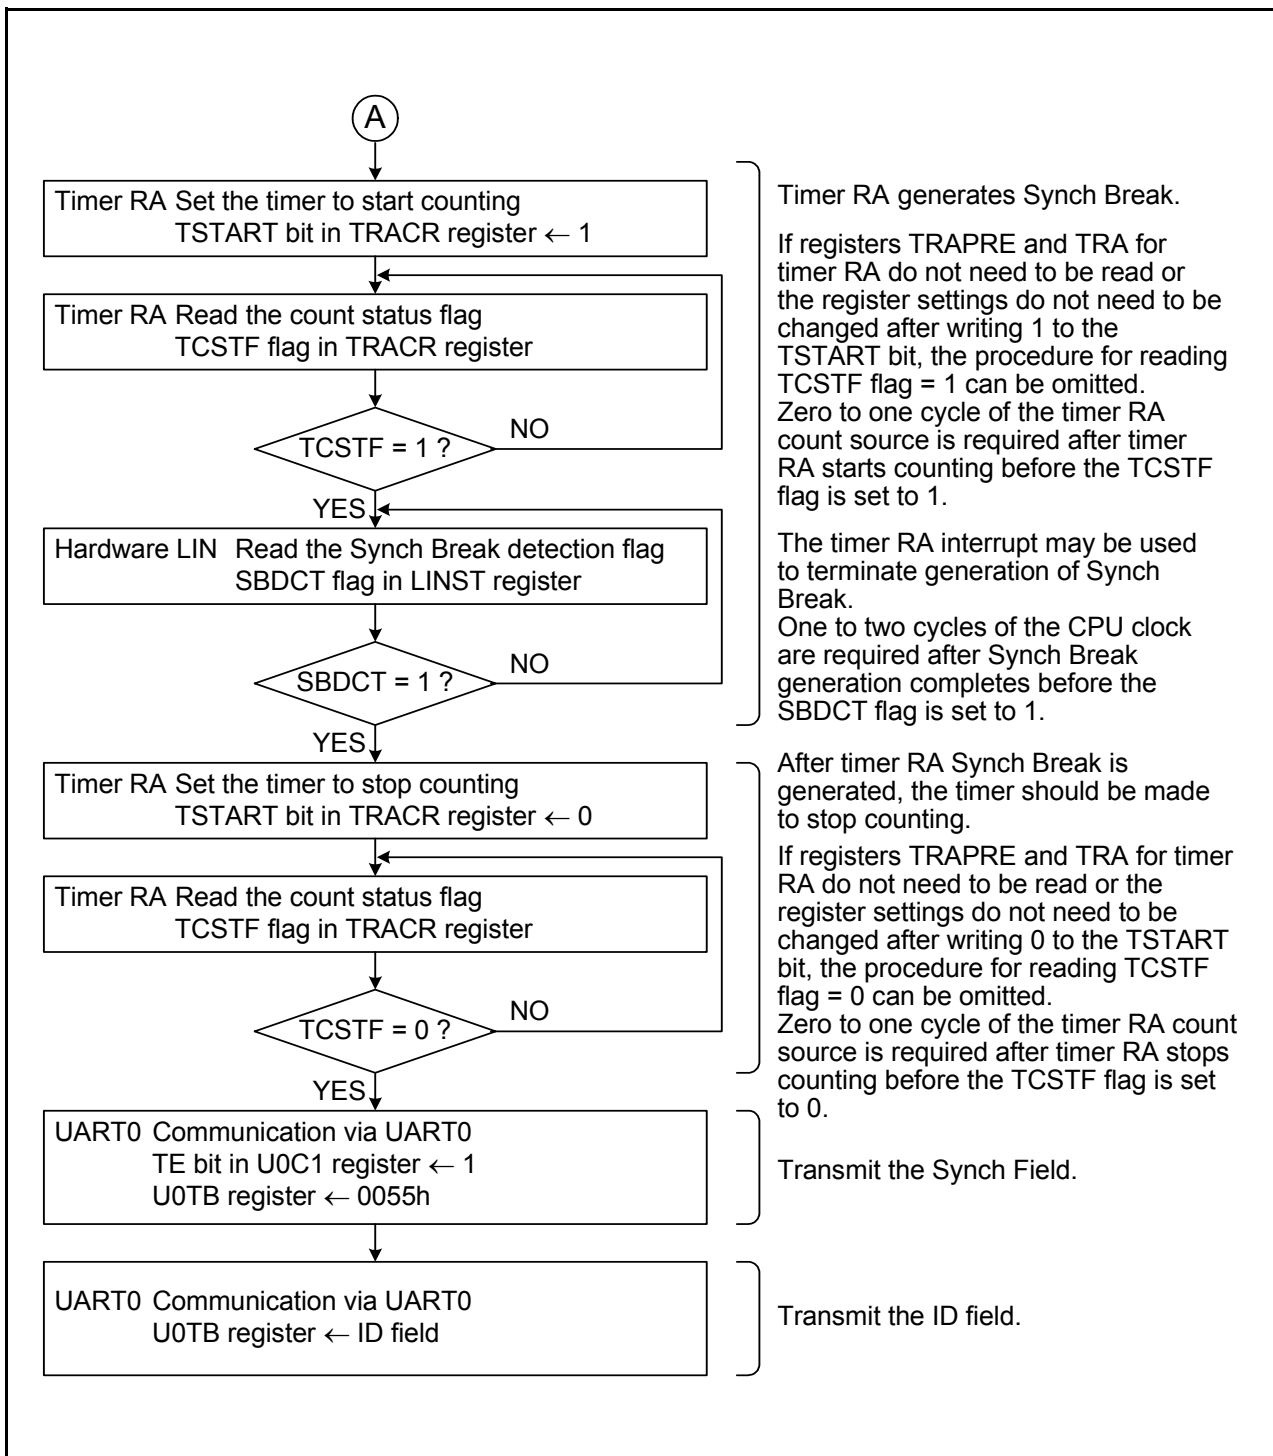 A
Timer RA Set the timer to start counting
TSTART bit in TRACR register ← 1
Timer RA Read the count status flag
TCSTF flag in TRACR register
TCSTF = 1 ?
NO
YES
Hardware LIN Read the Synch Break detection flag
SBDCT flag in LINST register
SBDCT = 1 ?
NO
YES
Timer RA generates Synch Break.
If registers TRAPRE and TRA for
timer RA do not need to be read or
the register settings do not need to be
changed after writing 1 to the
TSTART bit, the procedure for reading
TCSTF flag = 1 can be omitted.
Zero to one cycle of the timer RA
count source is required after timer
RA starts counting before the TCSTF
flag is set to 1.
The timer RA interrupt may be used
to terminate generation of Synch
Break.
One to two cycles of the CPU clock
are required after Synch Break
generation completes before the
SBDCT flag is set to 1.
Timer RA Set the timer to stop counting
TSTART bit in TRACR register ← 0
Timer RA Read the count status flag
TCSTF flag in TRACR register
TCSTF = 0 ?
NO
YES
After timer RA Synch Break is
generated, the timer should be made
to stop counting.
If registers TRAPRE and TRA for timer
RA do not need to be read or the
register settings do not need to be
changed after writing 0 to the TSTART
bit, the procedure for reading TCSTF
flag = 0 can be omitted.
Zero to one cycle of the timer RA count
source is required after timer RA stops
counting before the TCSTF flag is set
to 0.
UART0 Communication via UART0
TE bit in U0C1 register ← 1
U0TB register ← 0055h
Transmit the Synch Field.
UART0 Communication via UART0
U0TB register ← ID field
Transmit the ID field.